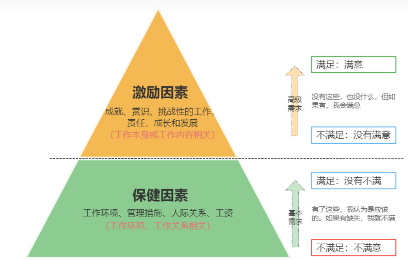 激励因素
成就、赏识、挑战性的工作，
责任，成长和发展
（工作本身或工作内容相关）
高级
需求
满足：满意
没有这些，也没什么，但如
果有，我会满意
不满足：没有满意
保健因素
工作环境、管理措施、人际关系、工资
（工作环境、工作关系相关）
基本
需求
满足：没有不满
有了这些，我认为是应该
的。如果有缺失，我就不满
不满足：不满意